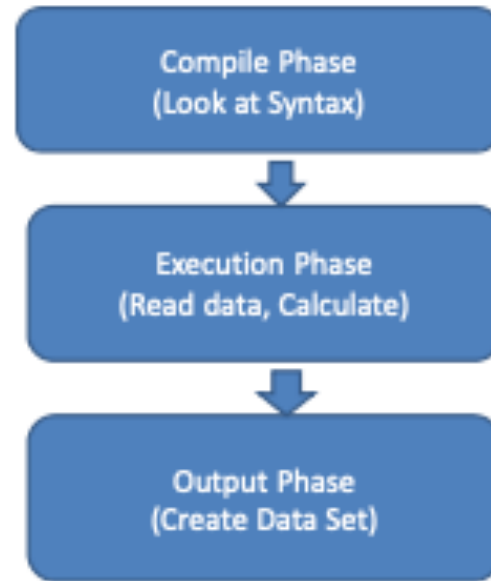 Compile Phase
(Look at Syntax)
Execution Phase
(Read data, Calculate)
Output Phase
(Create Data Set)